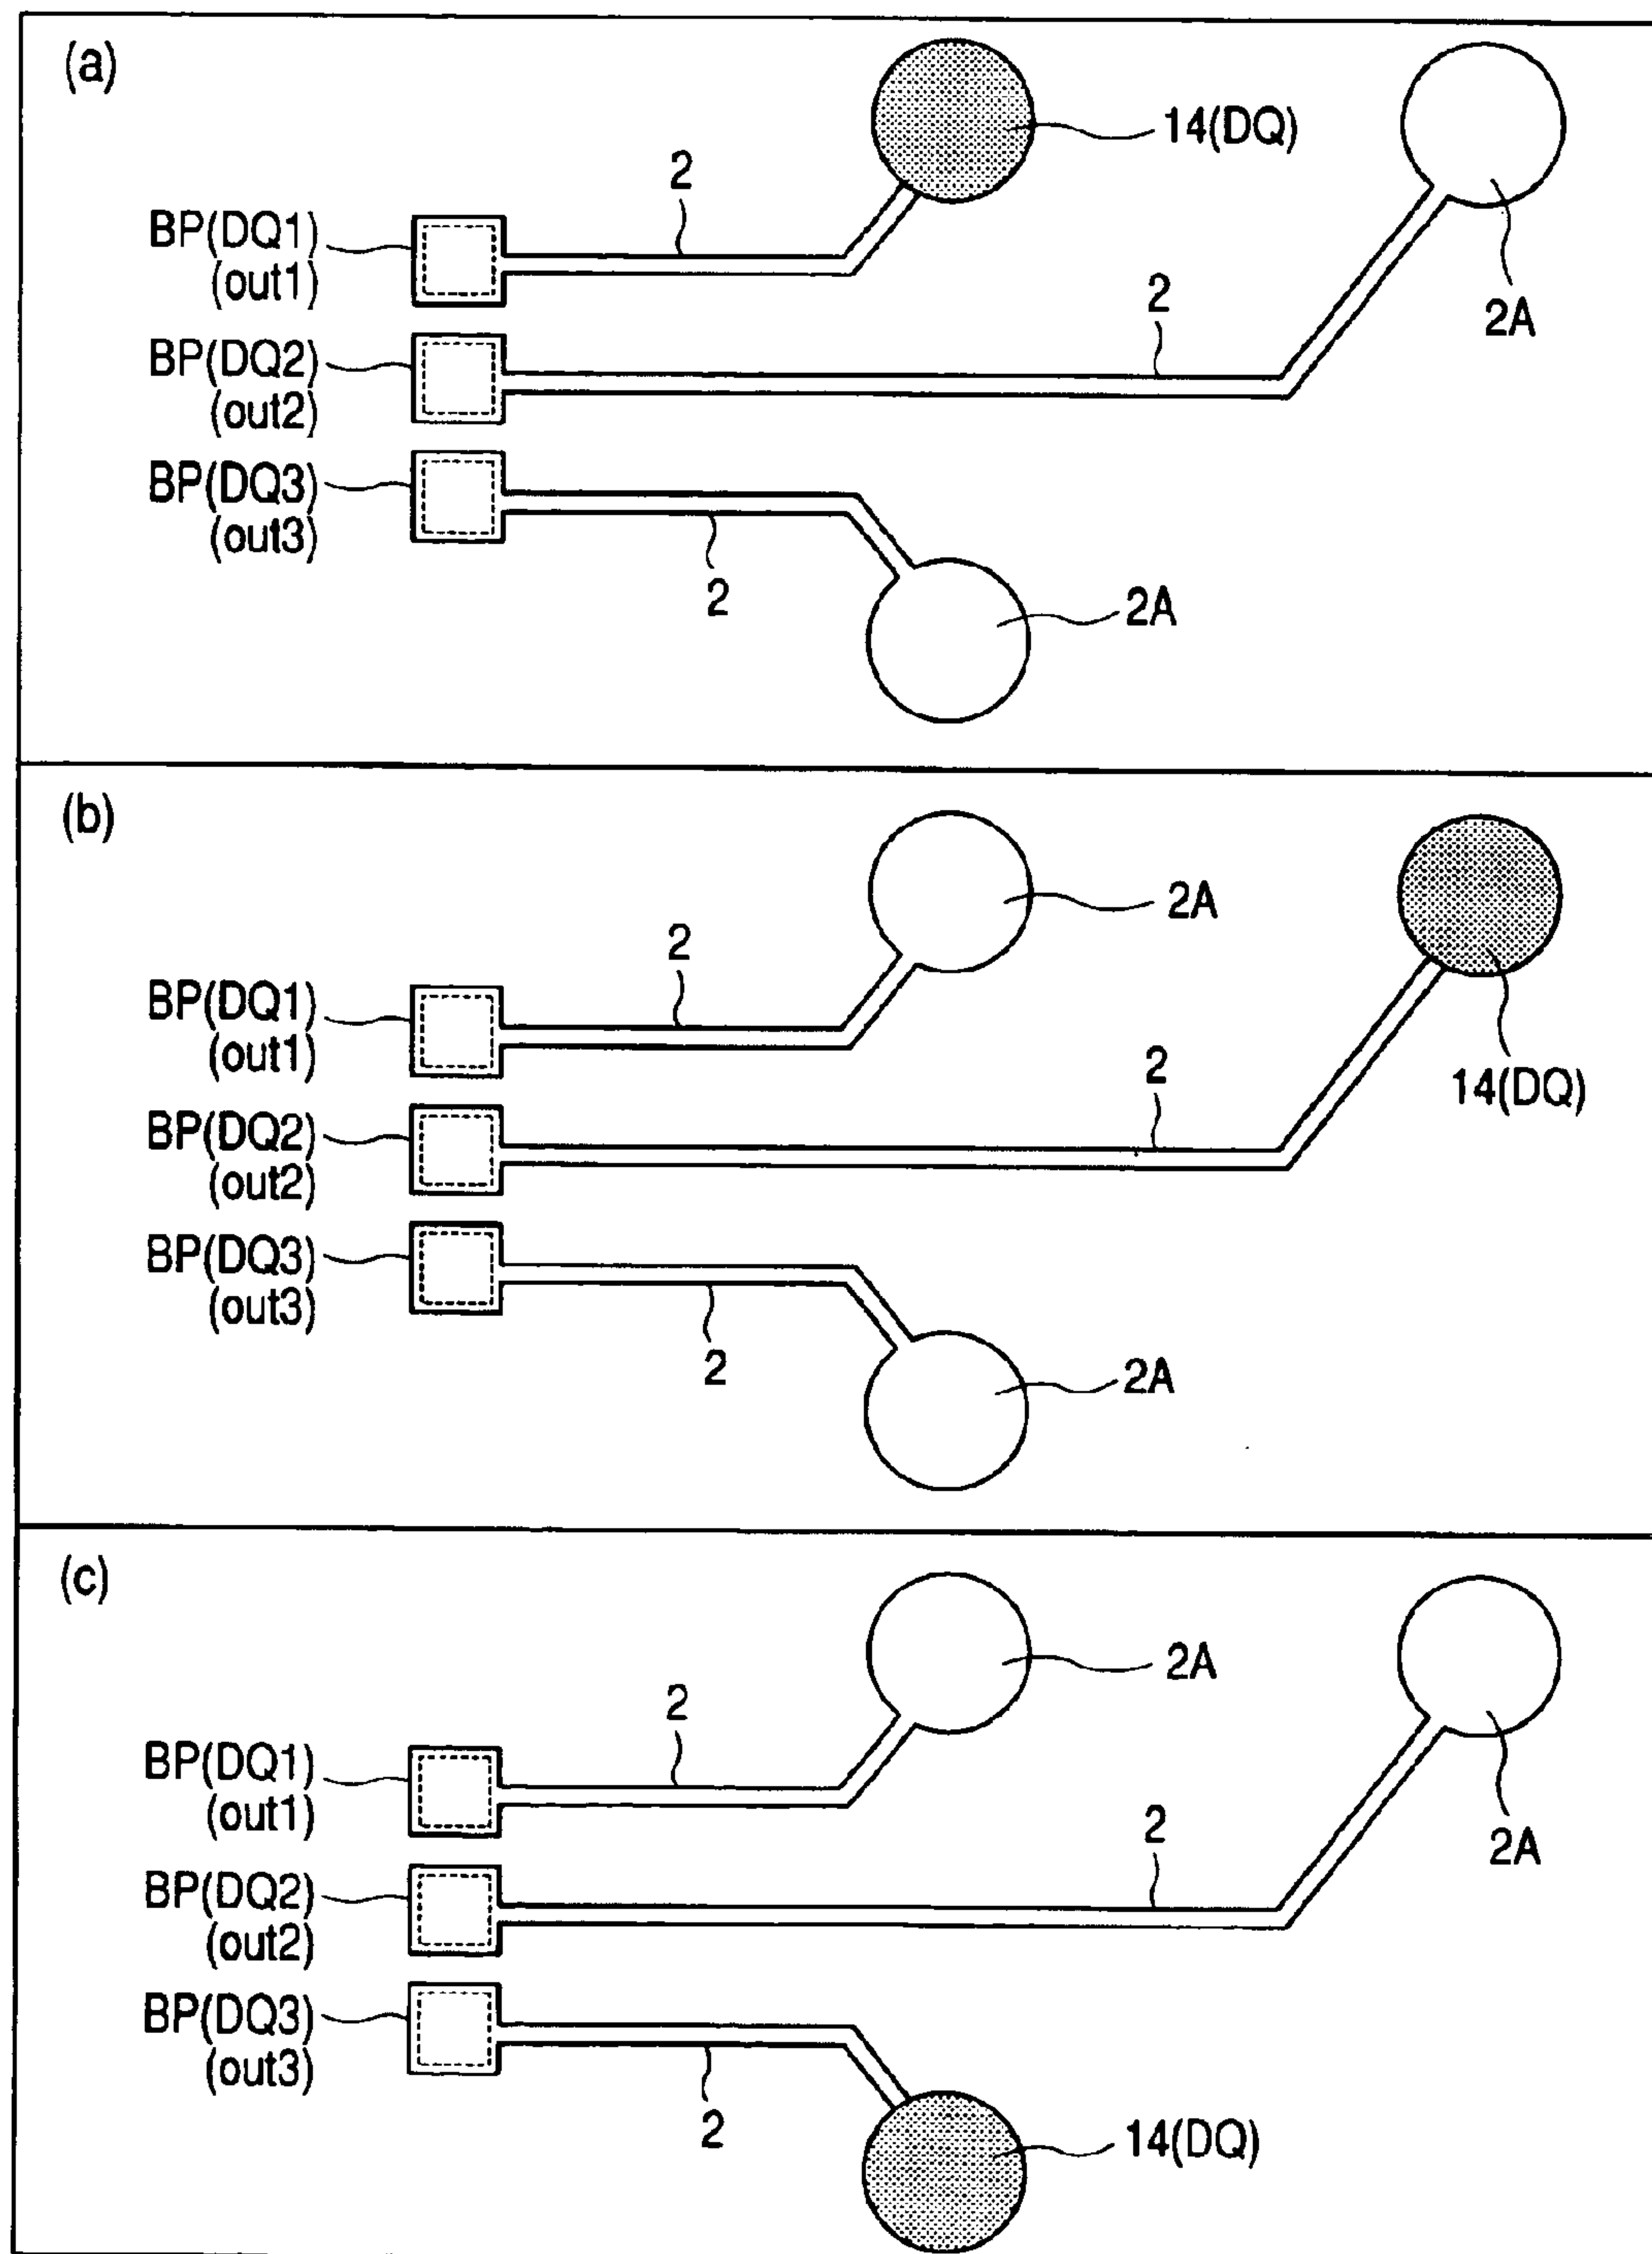 (a)
14(DQ)
2
BP(DQ1)
(out1)
2
2A
BP(DQ2)
(out2)
BP(DQ3)
(out3)
2
2A
(b)
2A
2
BP(DQ1)
(out1)
2
14(DQ)
BP(DQ2)
(out2)
BP(DQ3)
(out3)
2
2A
(c)
2A
2
BP(DQ1)
(out1)
2
2A
BP(DQ2)
(out2)
BP(DQ3)
(out3)
2
14(DQ)